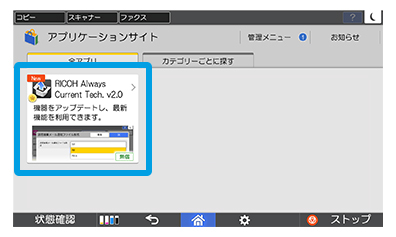 コピー スキャナー ファックス ?
アプリケーションサイト 管理メニュー お知らせ
全アプリ カテゴリーごとに探す
New
RICOH Always
Current Tech. v2.0
機器をアップデートし、最新
機能を利用できます。
無償
状態確認 ストップ